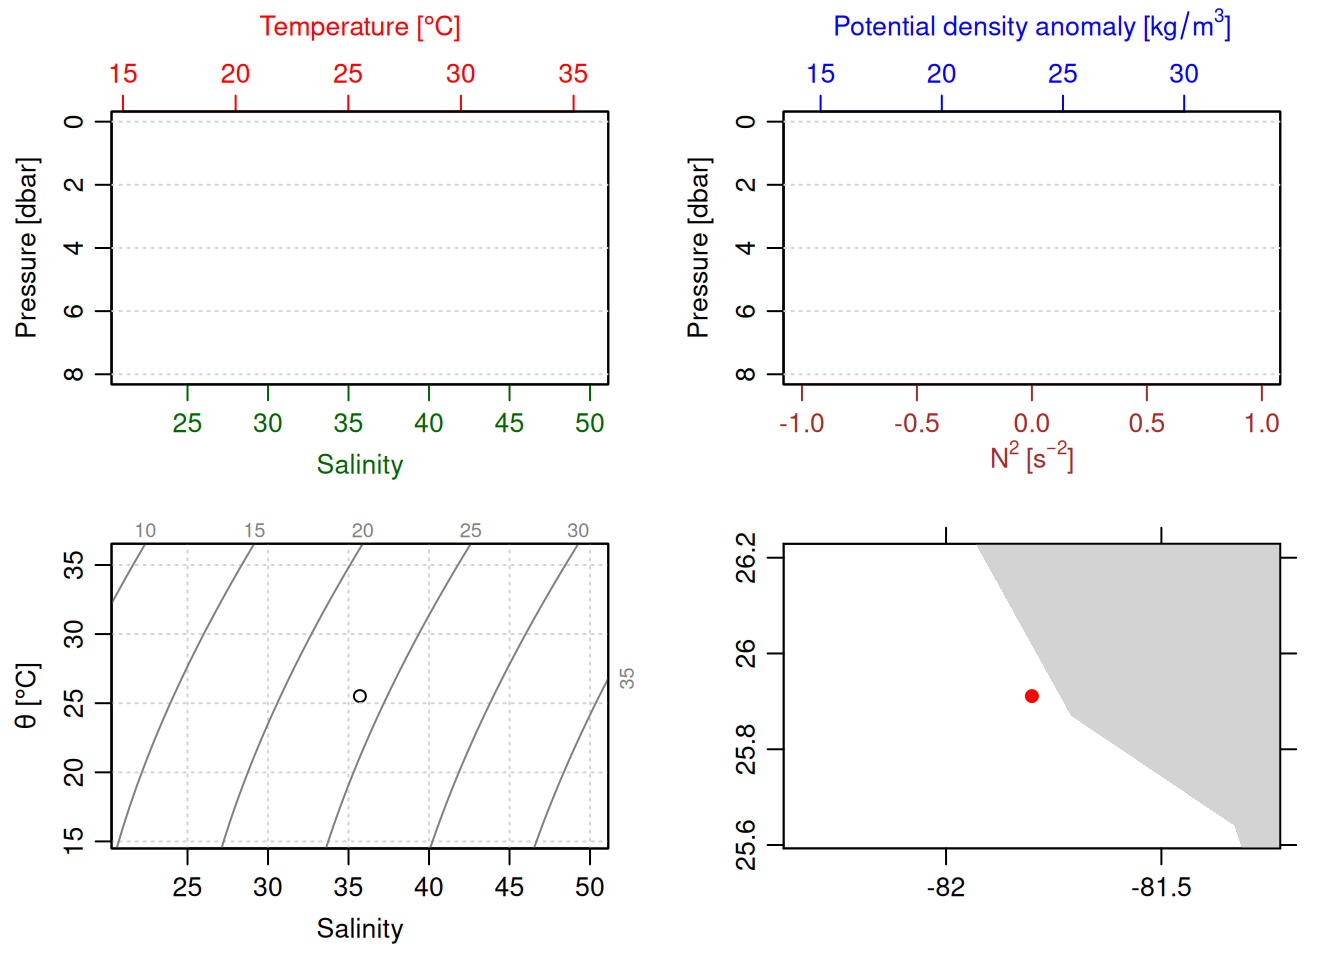 Temperature [°C]
15 20 25 30 35
0
2
4
6
8
Pressure [dbar]
25 30 35 40 45 50
Salinity
Potential density anomaly [kg/m³]
15 20 25 30
0
2
4
6
8
Pressure [dbar]
-1.0 -0.5 0.0 0.5 1.0
N² [s⁻²]
10 15 20 25 30
35
35
30
25
20
15
θ [°C]
25 30 35 40 45 50
Salinity
26.2
26
25.8
25.6
-82 -81.5